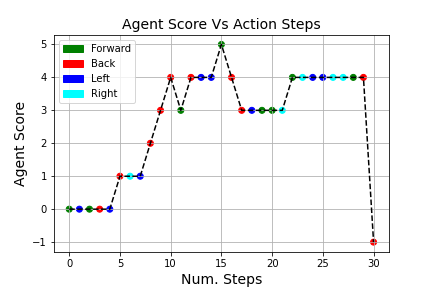 Agent Score Vs Action Steps
Forward
Back
Left
Right
5
4
3
2
1
0
−1
Agent Score
0 5 10 15 20 25 30
Num. Steps